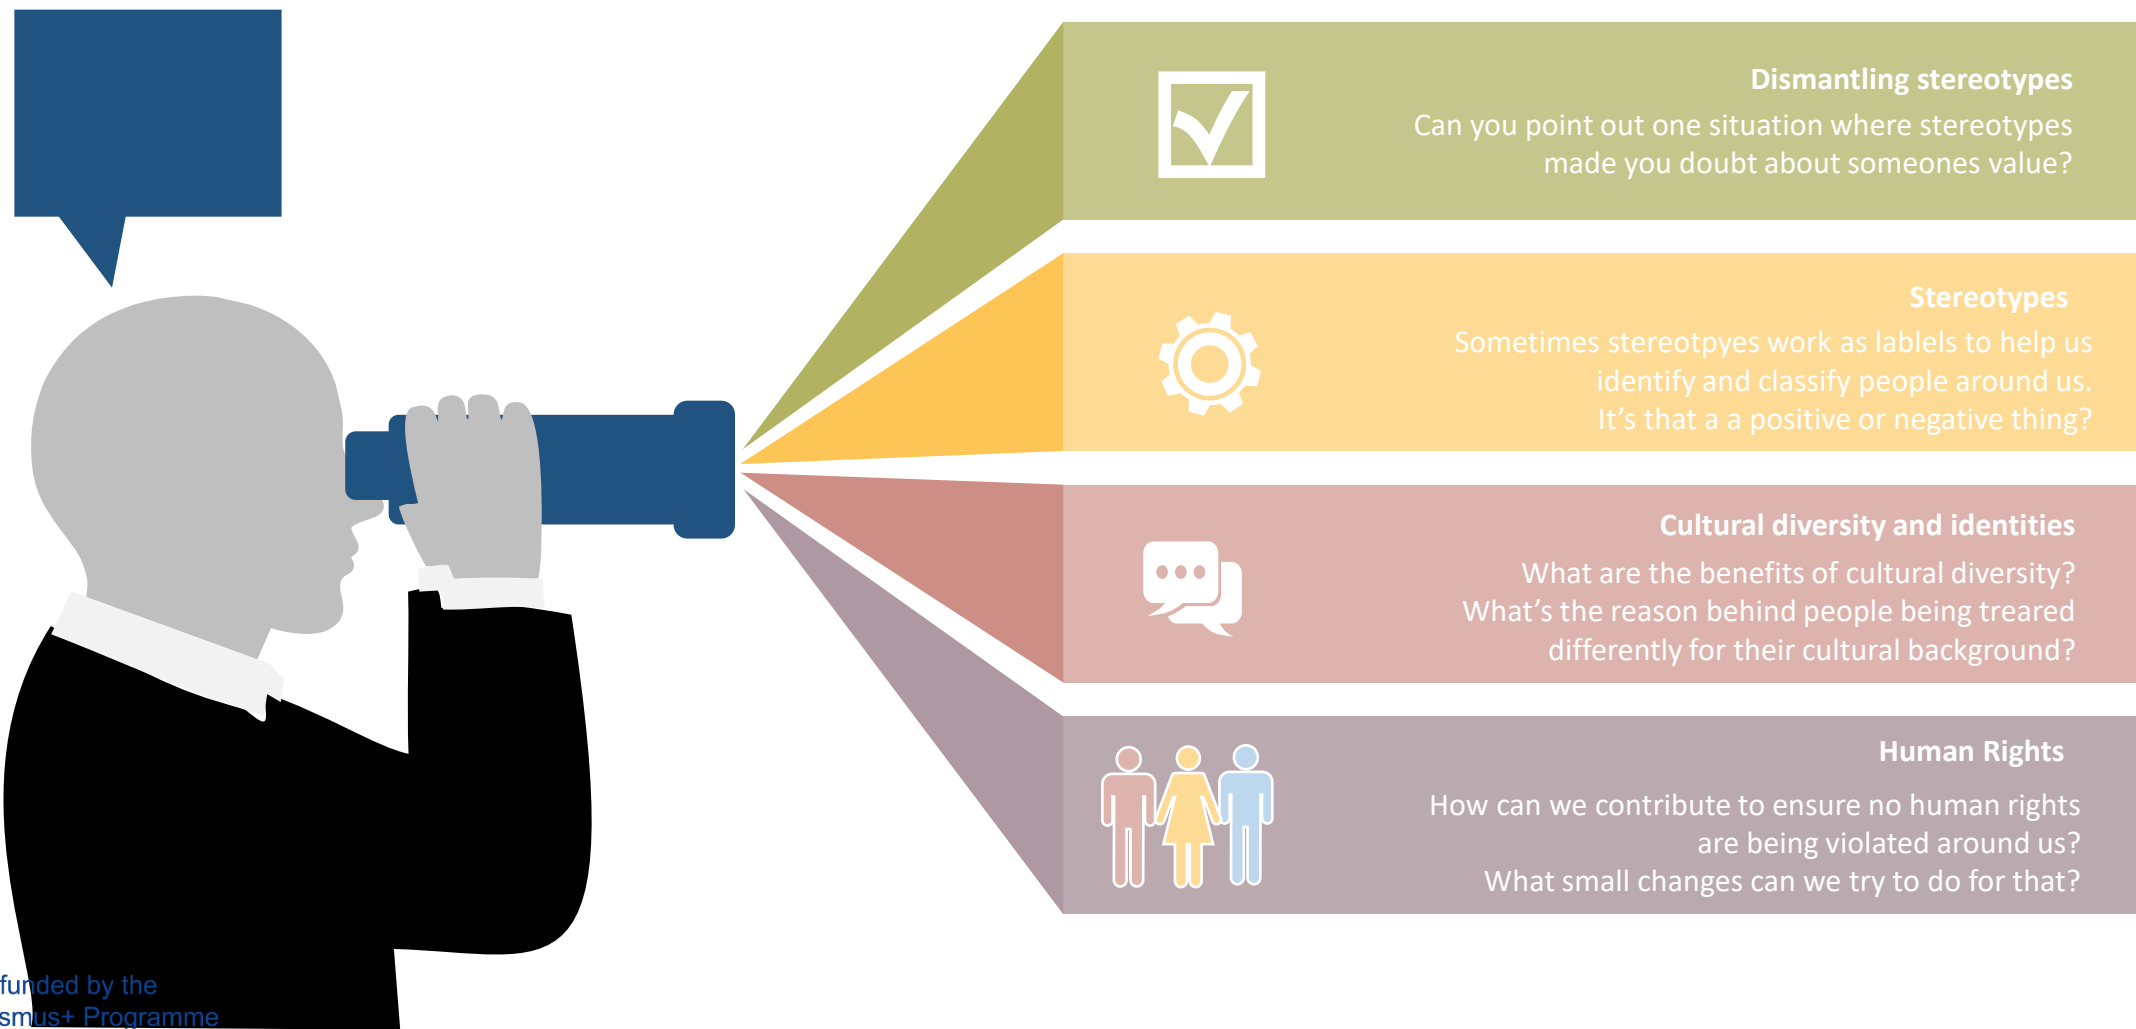 Dismantling stereotypes
Can you point out one situation where stereotypes
made you doubt about someones value?
Stereotypes
Sometimes stereotpyes work as lablels to help us
identify and classify people around us.
It’s that a a positive or negative thing?
Cultural diversity and identities
What are the benefits of cultural diversity?
What’s the reason behind people being treared
differently for their cultural background?
Human Rights
How can we contribute to ensure no human rights
are being violated around us?
What small changes can we try to do for that?
funded by the
smus+ Programme